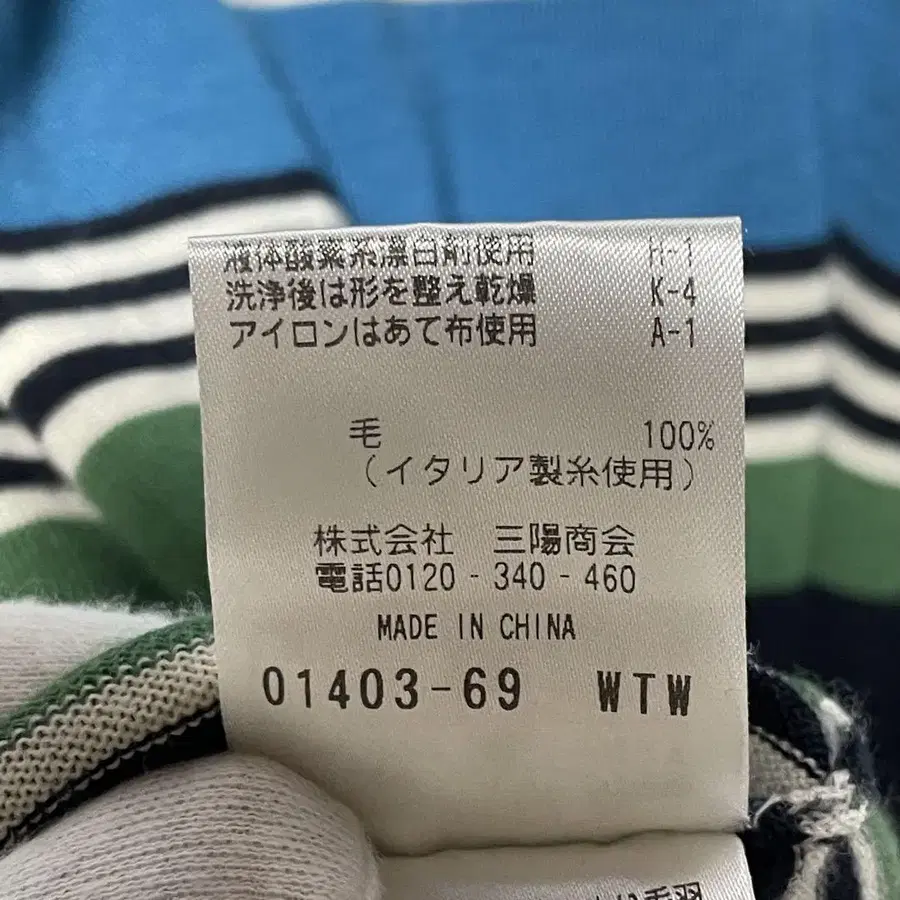 液体酸素系漂白剤使用 H-1
洗浄後は形を整え乾燥 K-4
アイロンはあて布使用 A-1
毛 100%
(イタリア製糸使用)
株式会社 三陽商会
電話0120-340-460
MADE IN CHINA
01403-69 WTW